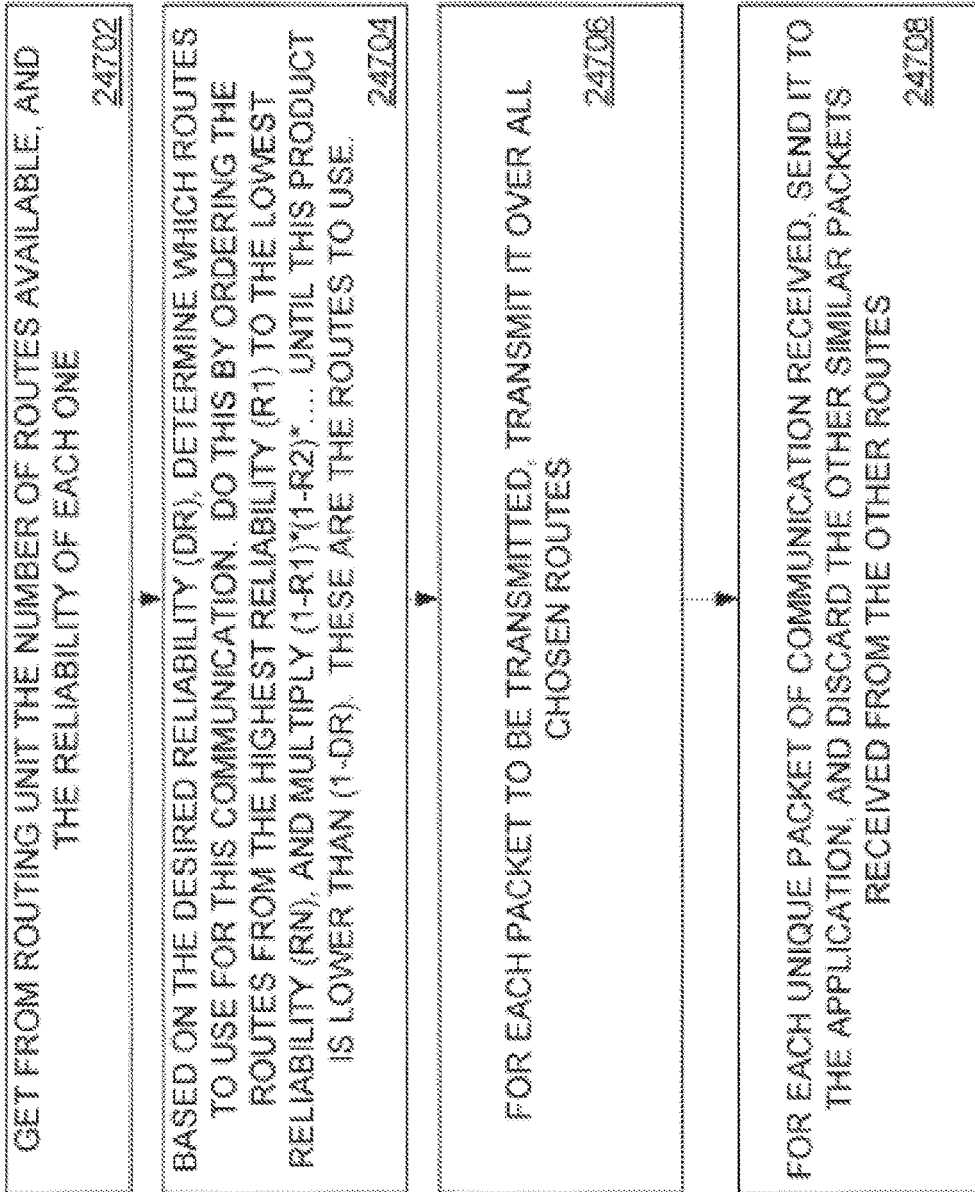 GET FROM ROUTING UNIT THE NUMBER OF ROUTES AVAILABLE, AND
THE RELIABILITY OF EACH ONE
24702
BASED ON THE DESIRED RELIABILITY (DR), DETERMINE WHICH ROUTES
TO USE FOR THIS COMMUNICATION. DO THIS BY ORDERING THE
ROUTES FROM THE HIGHEST RELIABILITY (R1) TO THE LOWEST
RELIABILITY (RN), AND MULTIPLY (1-R1)*(1-R2)*.... UNTIL THIS PRODUCT
IS LOWER THAN (1-DR). THESE ARE THE ROUTES TO USE.
24704
FOR EACH PACKET TO BE TRANSMITTED, TRANSMIT IT OVER ALL
CHOSEN ROUTES
24706
FOR EACH UNIQUE PACKET OF COMMUNICATION RECEIVED, SEND IT TO
THE APPLICATION, AND DISCARD THE OTHER SIMILAR PACKETS
RECEIVED FROM THE OTHER ROUTES
24708